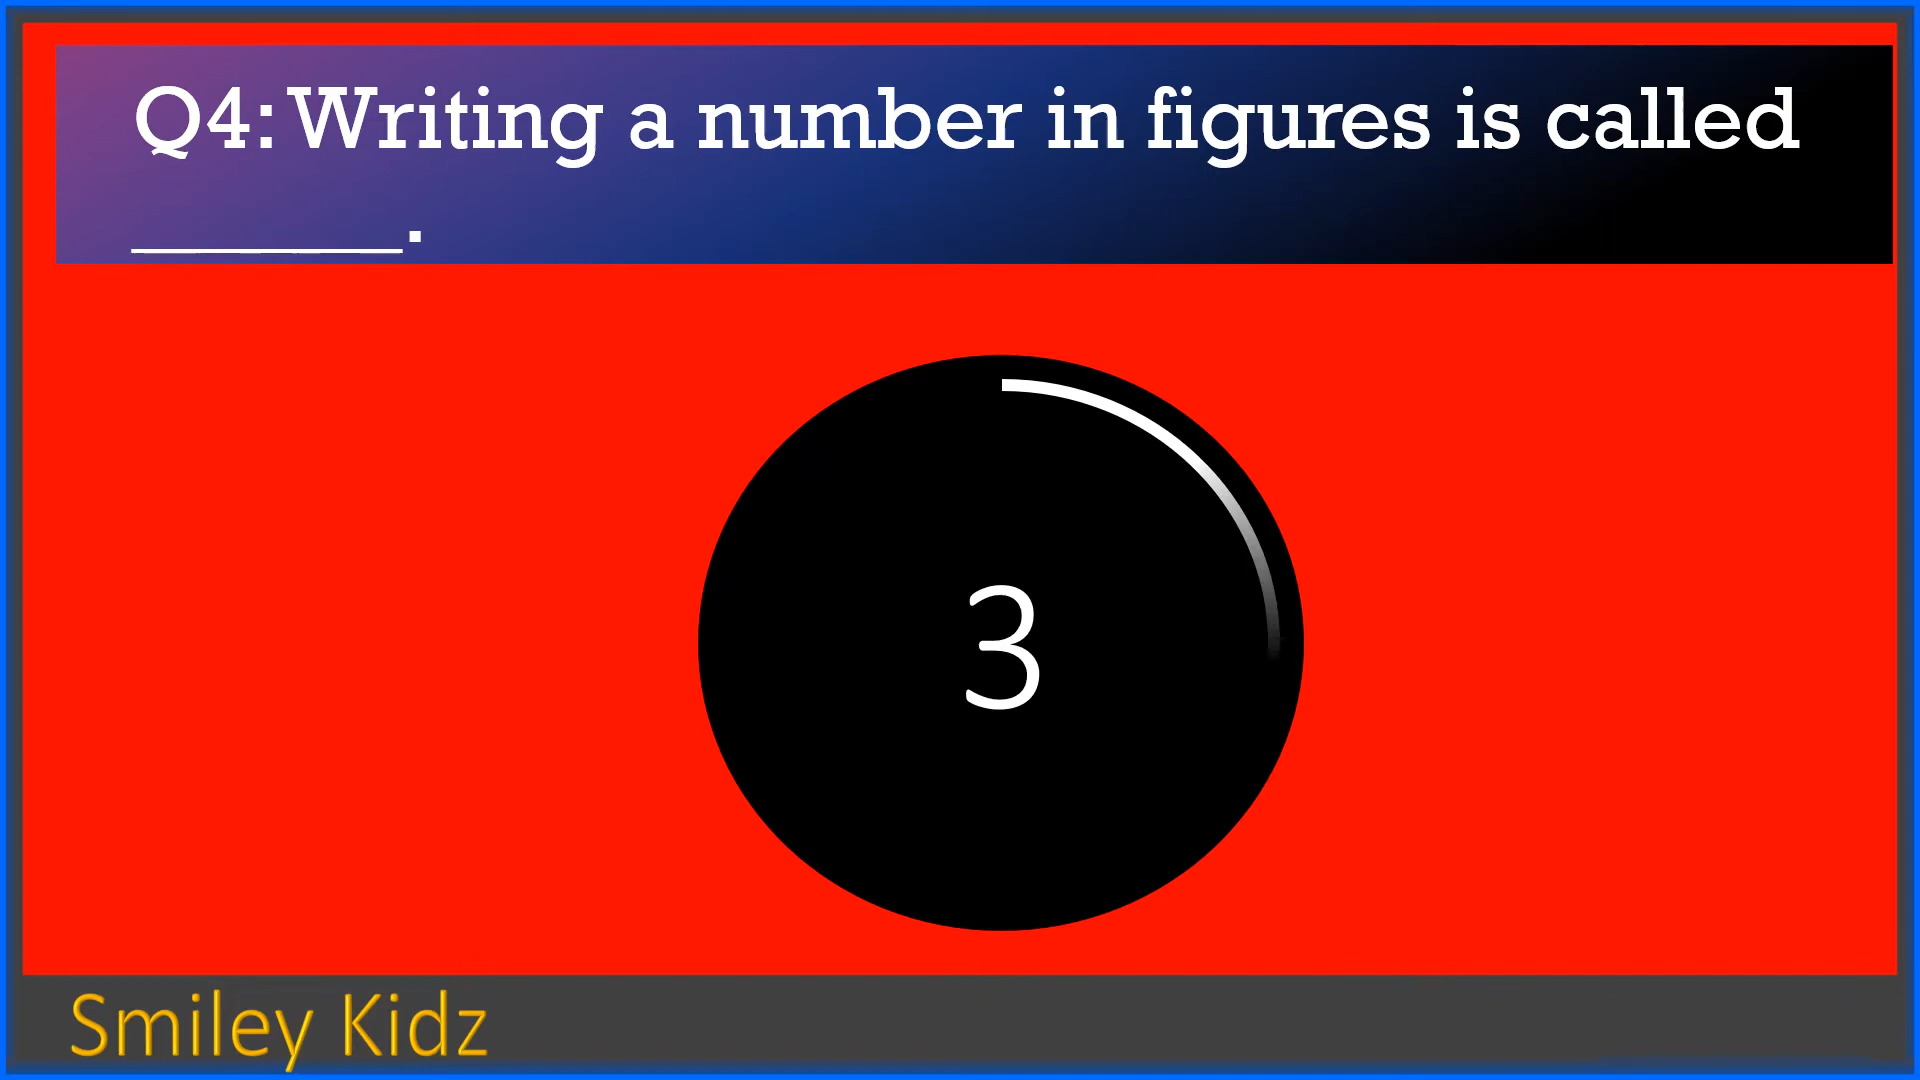 Q4: Writing a number in figures is called
______.
3
Smiley Kidz